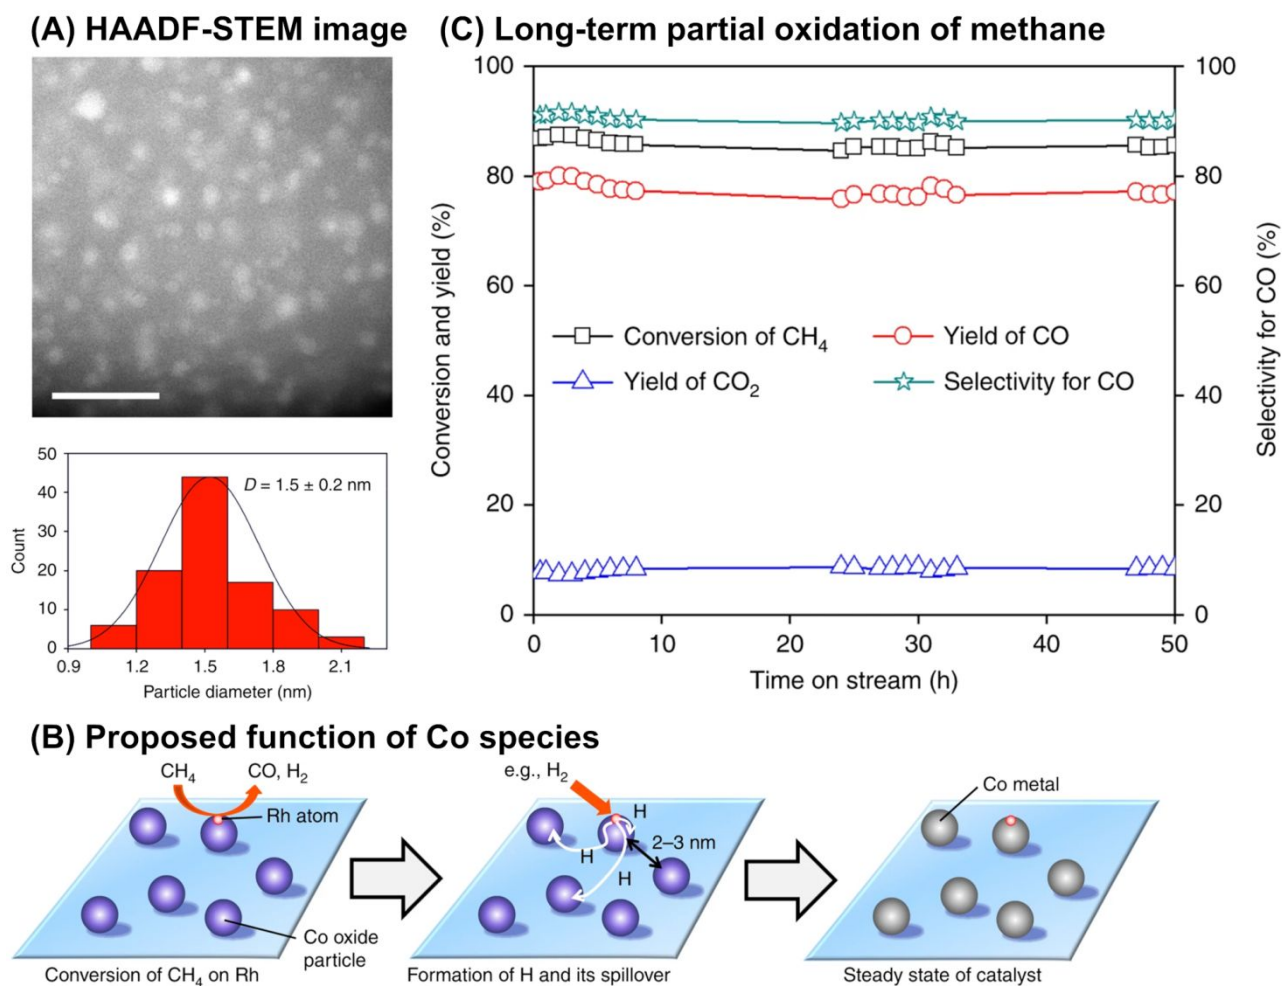 (A) HAADF-STEM image
(C) Long-term partial oxidation of methane
100
80
60
40
20
0
Conversion and yield (%)
100
80
60
40
20
0
Selectivity for CO (%)
Conversion of CH₄
Yield of CO
Yield of CO₂
Selectivity for CO
0 10 20 30 40 50
Time on stream (h)
50
40
30
20
10
0
Count
D = 1.5 ± 0.2 nm
0.9 1.2 1.5 1.8 2.1
Particle diameter (nm)
(B) Proposed function of Co species
CH₄
CO, H₂
Rh atom
Co oxide
particle
Conversion of CH₄ on Rh
e.g., H₂
H
H
H
2–3 nm
Formation of H and its spillover
Co metal
Steady state of catalyst